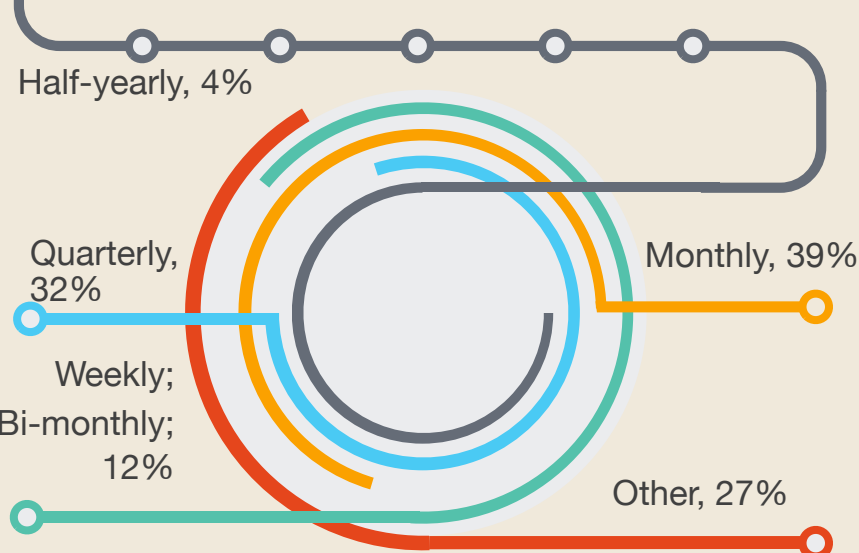 Half-yearly, 4%
Quarterly,
32%
Monthly, 39%
Weekly;
Bi-monthly;
12%
Other, 27%